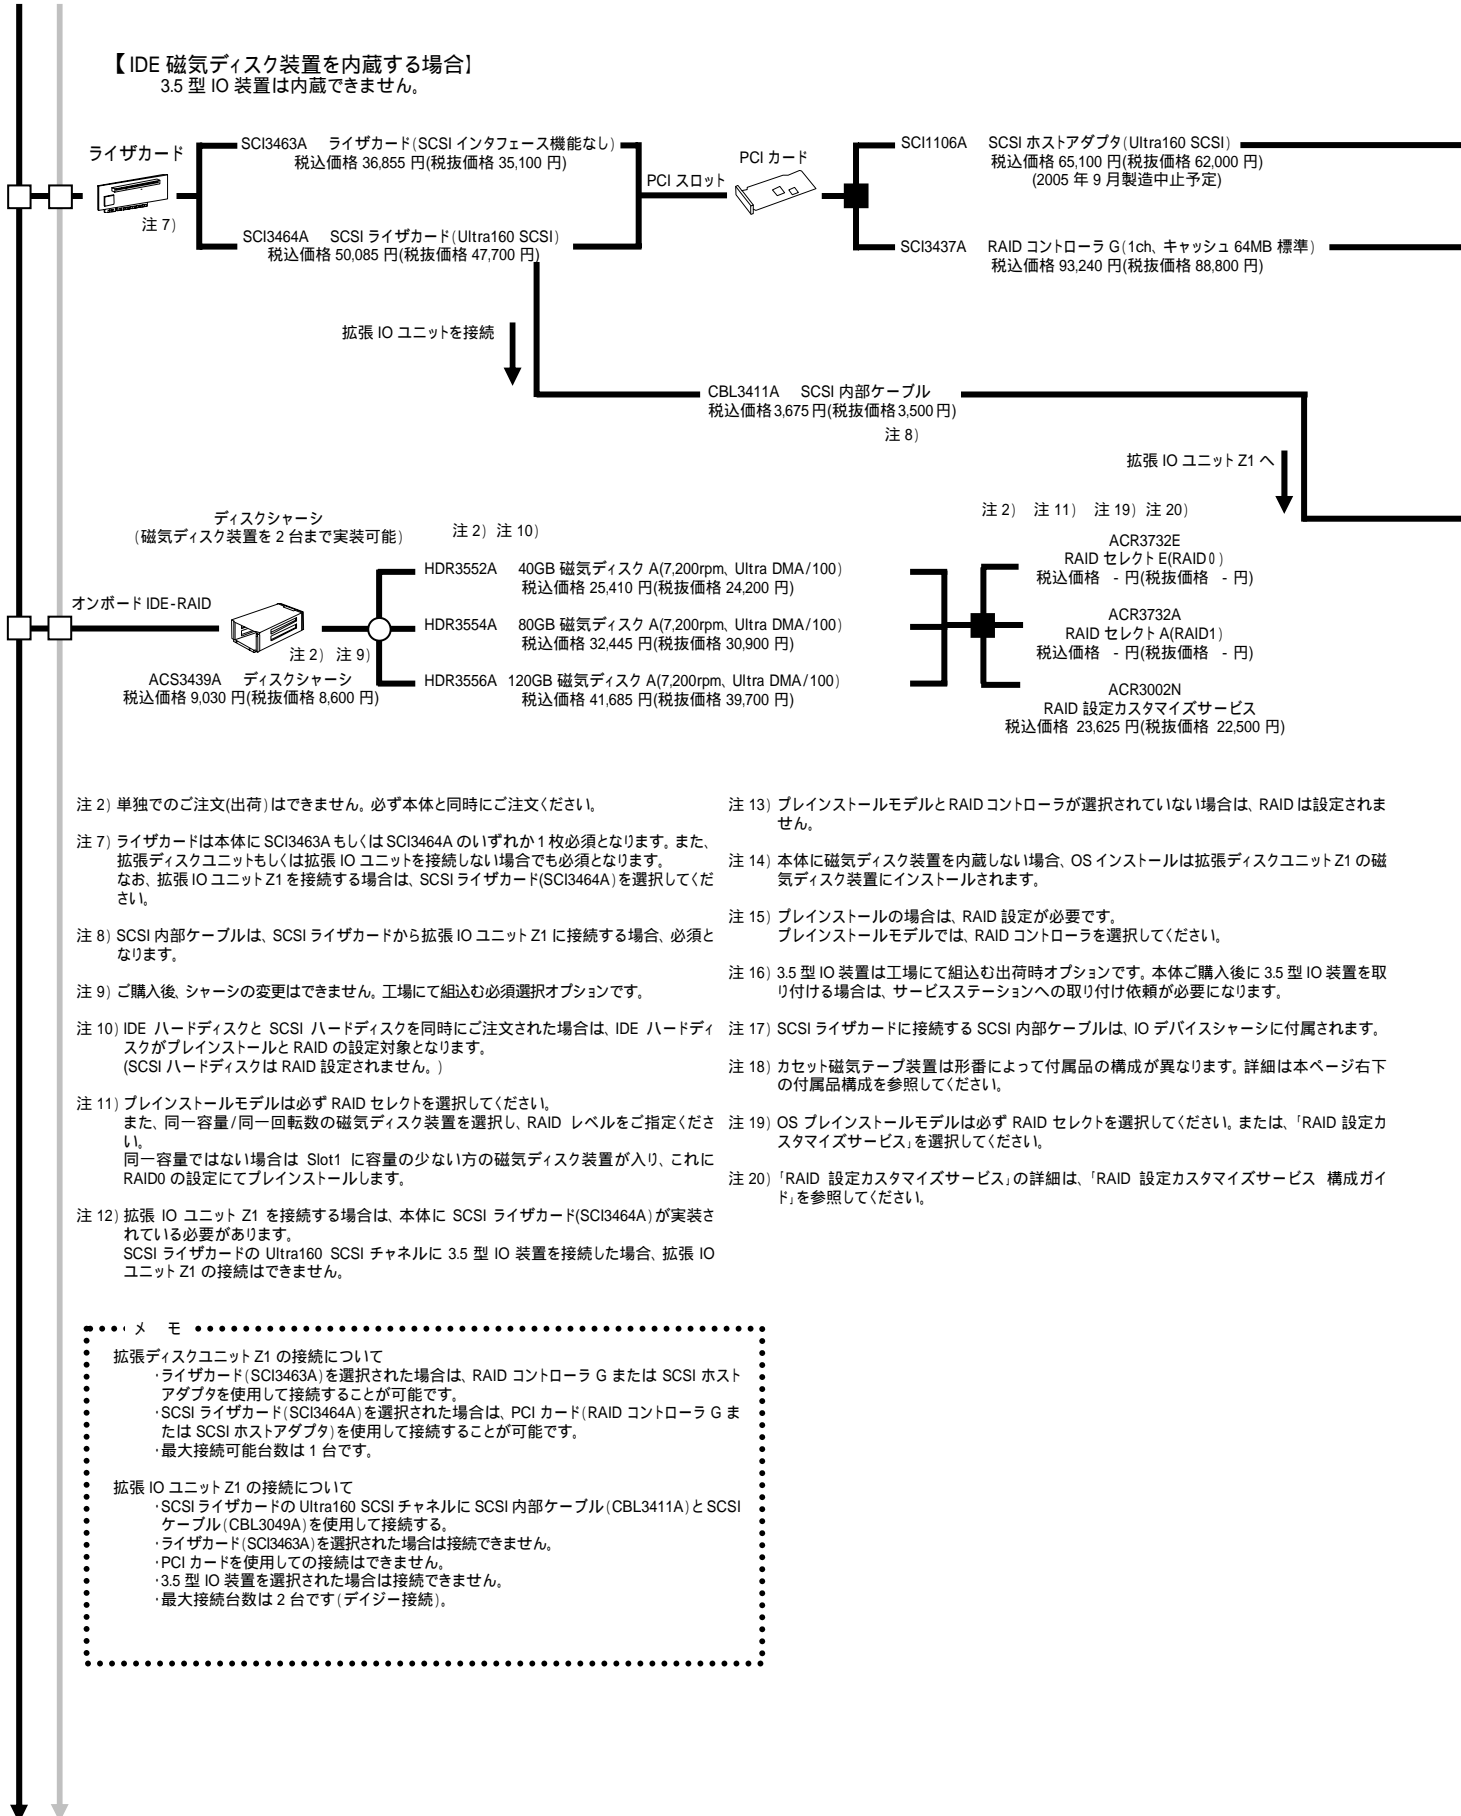 【IDE 磁気ディスク装置を内蔵する場合】
3.5 型 IO 装置は内蔵できません。
ライザカード
注 7)
SCI3463A ライザカード(SCSI インタフェース機能なし)
税込価格 36,855 円(税抜価格 35,100 円)
SCI3464A SCSI ライザカード(Ultra160 SCSI)
税込価格 50,085 円(税抜価格 47,700 円)
PCI スロット
PCI カード
SCI1106A SCSI ホストアダプタ(Ultra160 SCSI)
税込価格 65,100 円(税抜価格 62,000 円)
(2005 年 9 月製造中止予定)
SCI3437A RAID コントローラ G(1ch、キャッシュ 64MB 標準)
税込価格 93,240 円(税抜価格 88,800 円)
拡張 IO ユニットを接続
CBL3411A SCSI 内部ケーブル
税込価格 3,675 円(税抜価格 3,500 円)
注 8)
拡張 IO ユニット Z1 へ
ディスクシャーシ
(磁気ディスク装置を 2 台まで実装可能)
オンボード IDE-RAID
注 2) 注 9)
ACS3439A ディスクシャーシ
税込価格 9,030 円(税抜価格 8,600 円)
注 2) 注 10)
HDR3552A 40GB 磁気ディスク A(7,200rpm、Ultra DMA/100)
税込価格 25,410 円(税抜価格 24,200 円)
HDR3554A 80GB 磁気ディスク A(7,200rpm、Ultra DMA/100)
税込価格 32,445 円(税抜価格 30,900 円)
HDR3556A 120GB 磁気ディスク A(7,200rpm、Ultra DMA/100)
税込価格 41,685 円(税抜価格 39,700 円)
注 2) 注 11) 注 19) 注 20)
ACR3732E
RAID セレクト E(RAID0)
税込価格 - 円(税抜価格 - 円)
ACR3732A
RAID セレクト A(RAID1)
税込価格 - 円(税抜価格 - 円)
ACR3002N
RAID 設定カスタマイズサービス
税込価格 23,625 円(税抜価格 22,500 円)
注 2) 単独でのご注文(出荷)はできません。必ず本体と同時にご注文ください。
注 7) ライザカードは本体に SCI3463A もしくは SCI3464A のいずれか 1 枚必須となります。また、
拡張ディスクユニットもしくは拡張 IO ユニットを接続しない場合でも必須となります。
なお、拡張 IO ユニット Z1 を接続する場合は、SCSI ライザカード(SCI3464A)を選択してくだ
さい。
注 8) SCSI 内部ケーブルは、SCSI ライザカードから拡張 IO ユニット Z1 に接続する場合、必須と
なります。
注 9) ご購入後、シャーシの変更はできません。工場にて組込む必須選択オプションです。
注 10) IDE ハードディスクと SCSI ハードディスクを同時にご注文された場合は、IDE ハードディ
スクがプレインストールと RAID の設定対象となります。
(SCSI ハードディスクは RAID 設定されません。)
注 11) プレインストールモデルは必ず RAID セレクトを選択してください。
また、同一容量/同一回転数の磁気ディスク装置を選択し、RAID レベルをご指定くださ
い。
同一容量ではない場合は Slot1 に容量の少ない方の磁気ディスク装置が入り、これに
RAID0 の設定にてプレインストールします。
注 12) 拡張 IO ユニット Z1 を接続する場合は、本体に SCSI ライザカード(SCI3464A)が実装さ
れている必要があります。
SCSI ライザカードの Ultra160 SCSI チャネルに 3.5 型 IO 装置を接続した場合、拡張 IO
ユニット Z1 の接続はできません。
注 13) プレインストールモデルと RAID コントローラが選択されていない場合は、RAID は設定されま
せん。
注 14) 本体に磁気ディスク装置を内蔵しない場合、OS インストールは拡張ディスクユニット Z1 の磁
気ディスク装置にインストールされます。
注 15) プレインストールの場合は、RAID 設定が必要です。
プレインストールモデルでは、RAID コントローラを選択してください。
注 16) 3.5 型 IO 装置は工場にて組込む出荷時オプションです。本体ご購入後に 3.5 型 IO 装置を取
り付ける場合は、サービスステーションへの取り付け依頼が必要になります。
注 17) SCSI ライザカードに接続する SCSI 内部ケーブルは、IO デバイスシャーシに付属されます。
注 18) カセット磁気テープ装置は形番によって付属品の構成が異なります。詳細は本ページ右下
の付属品構成を参照してください。
注 19) OS プレインストールモデルは必ず RAID セレクトを選択してください。または、「RAID 設定カ
スタマイズサービス」を選択してください。
注 20) 「RAID 設定カスタマイズサービス」の詳細は、「RAID 設定カスタマイズサービス 構成ガイ
ド」を参照してください。
メ モ
拡張ディスクユニット Z1 の接続について
・ライザカード(SCI3463A)を選択された場合は、RAID コントローラ G または SCSI ホスト
アダプタを使用して接続することが可能です。
・SCSI ライザカード(SCI3464A)を選択された場合は、PCI カード(RAID コントローラ G ま
たは SCSI ホストアダプタ)を使用して接続することが可能です。
・最大接続可能台数は 1 台です。
拡張 IO ユニット Z1 の接続について
・SCSI ライザカードの Ultra160 SCSI チャネルに SCSI 内部ケーブル(CBL3411A)と SCSI
ケーブル(CBL3049A)を使用して接続する。
・ライザカード(SCI3463A)を選択された場合は接続できません。
・PCI カードを使用しての接続はできません。
・3.5 型 IO 装置を選択された場合は接続できません。
・最大接続台数は 2 台です(デイジー接続)。